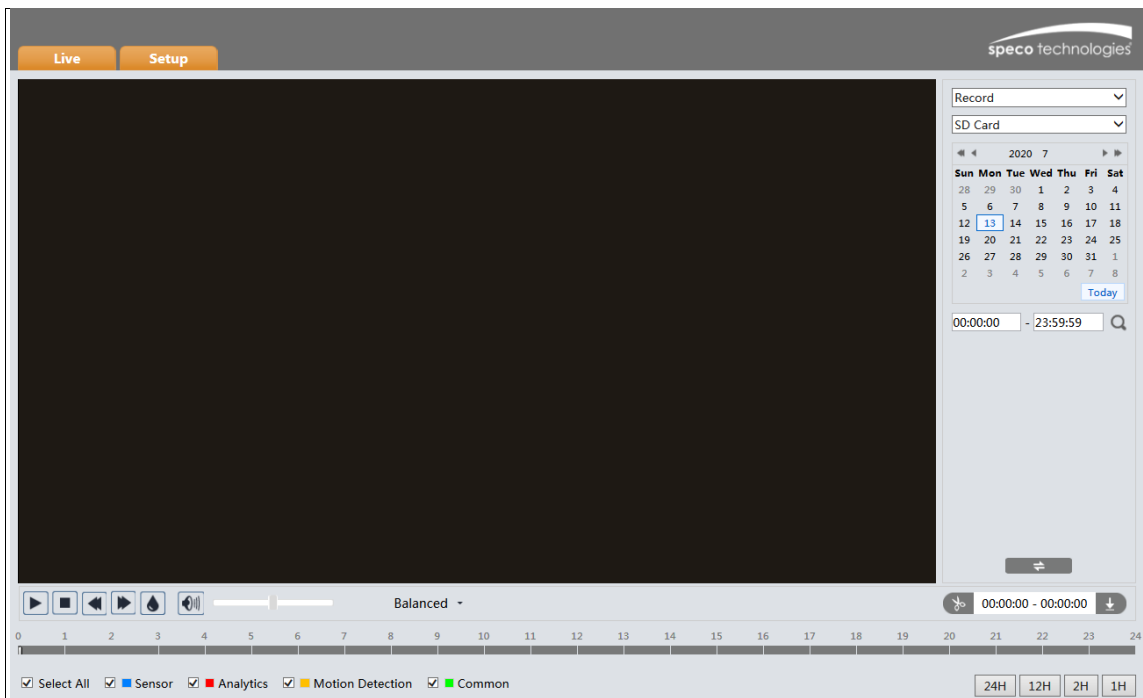 speco technologies
Live Setup
Record
SD Card
2020 7
Sun Mon Tue Wed Thu Fri Sat
28 29 30 1 2 3 4
5 6 7 8 9 10 11
12 13 14 15 16 17 18
19 20 21 22 23 24 25
26 27 28 29 30 31 1
2 3 4 5 6 7 8
Today
00:00:00 - 23:59:59
Balanced
00:00:00 - 00:00:00
0 1 2 3 4 5 6 7 8 9 10 11 12 13 14 15 16 17 18 19 20 21 22 23 24
Select All Sensor Analytics Motion Detection Common
24H 12H 2H 1H